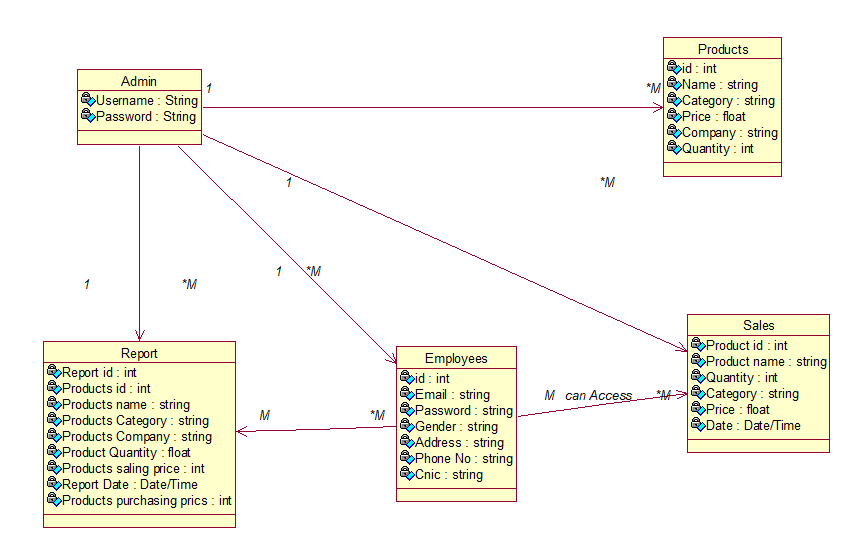 Products
id : int
Name : string
Category : string
Price : float
Company : string
Quantity : int
Admin
Username : String
Password : String
1
*M
1
*M
1
*M
1
*M
Report
Report id : int
Products id : int
Products name : string
Products Category : string
Products Company : string
Product Quantity : float
Products saling price : int
Report Date : Date/Time
Products purchasing prics : int
M
*M
Employees
id : int
Email : string
Password : string
Gender : string
Address : string
Phone No : string
Cnic : string
M can Access *M
Sales
Product id : int
Product name : string
Quantity : int
Category : string
Price : float
Date : Date/Time